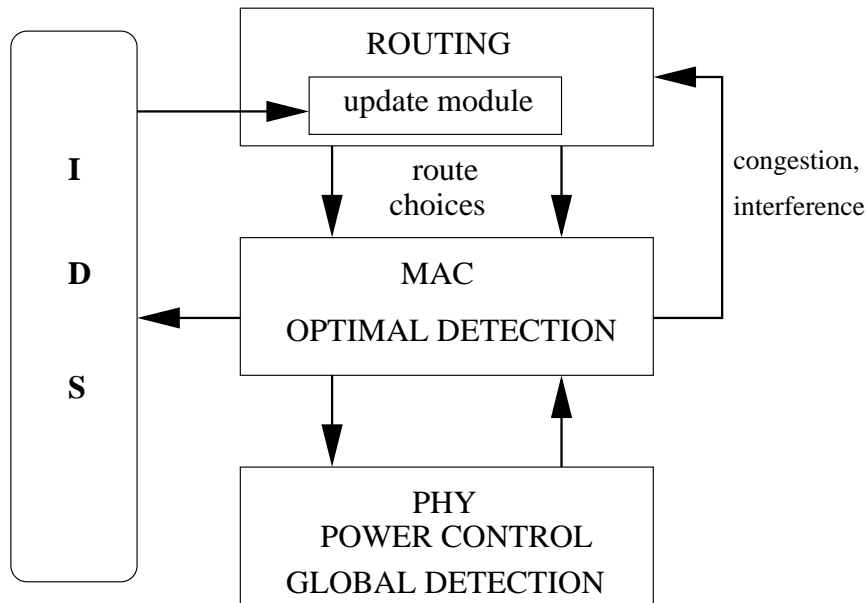 I
D
S
ROUTING
update module
route
choices
congestion,
interference
MAC
OPTIMAL DETECTION
PHY
POWER CONTROL
GLOBAL DETECTION